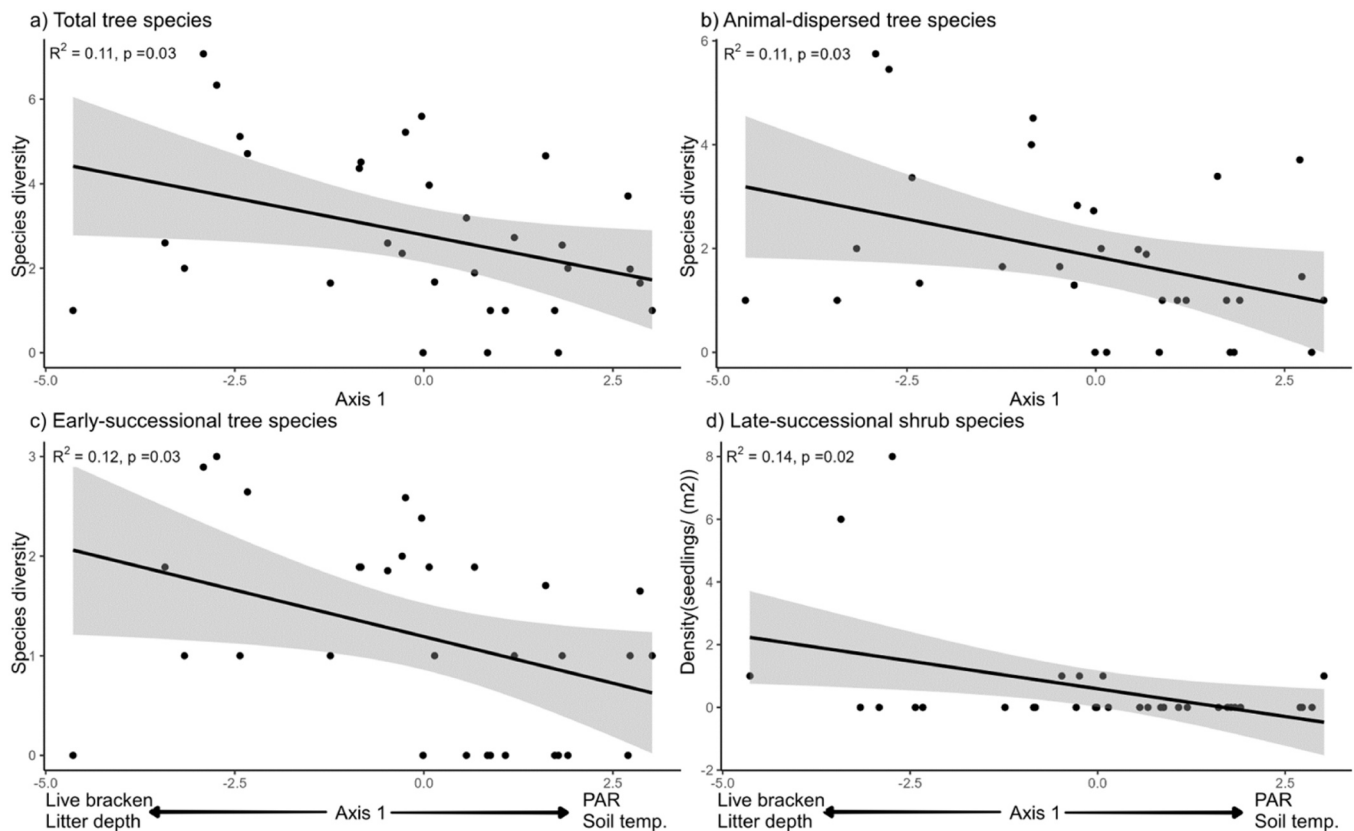 a) Total tree species
R² = 0.11, p =0.03
Species diversity
6
4
2
0
-5.0 -2.5 0.0 2.5
Axis 1
b) Animal-dispersed tree species
R² = 0.11, p =0.03
Species diversity
6
4
2
0
-5.0 -2.5 0.0 2.5
Axis 1
c) Early-successional tree species
R² = 0.12, p =0.03
Species diversity
3
2
1
0
-5.0 -2.5 0.0 2.5
Live bracken
Litter depth
Axis 1
PAR
Soil temp.
d) Late-successional shrub species
R² = 0.14, p =0.02
Density(seedlings/ (m2))
8
6
4
2
0
-2
-5.0 -2.5 0.0 2.5
Live bracken
Litter depth
Axis 1
PAR
Soil temp.